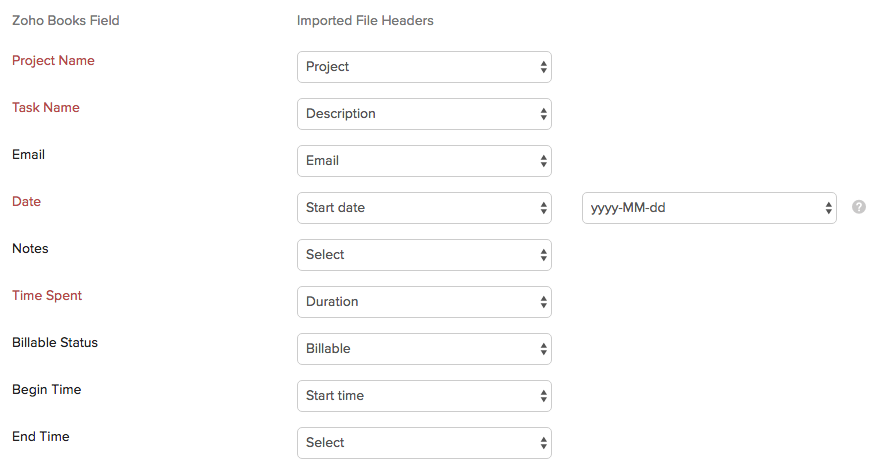 Zoho Books Field Imported File Headers
Project Name Project
Task Name Description
Email Email
Date Start date yyyy-MM-dd ?
Notes Select
Time Spent Duration
Billable Status Billable
Begin Time Start time
End Time Select